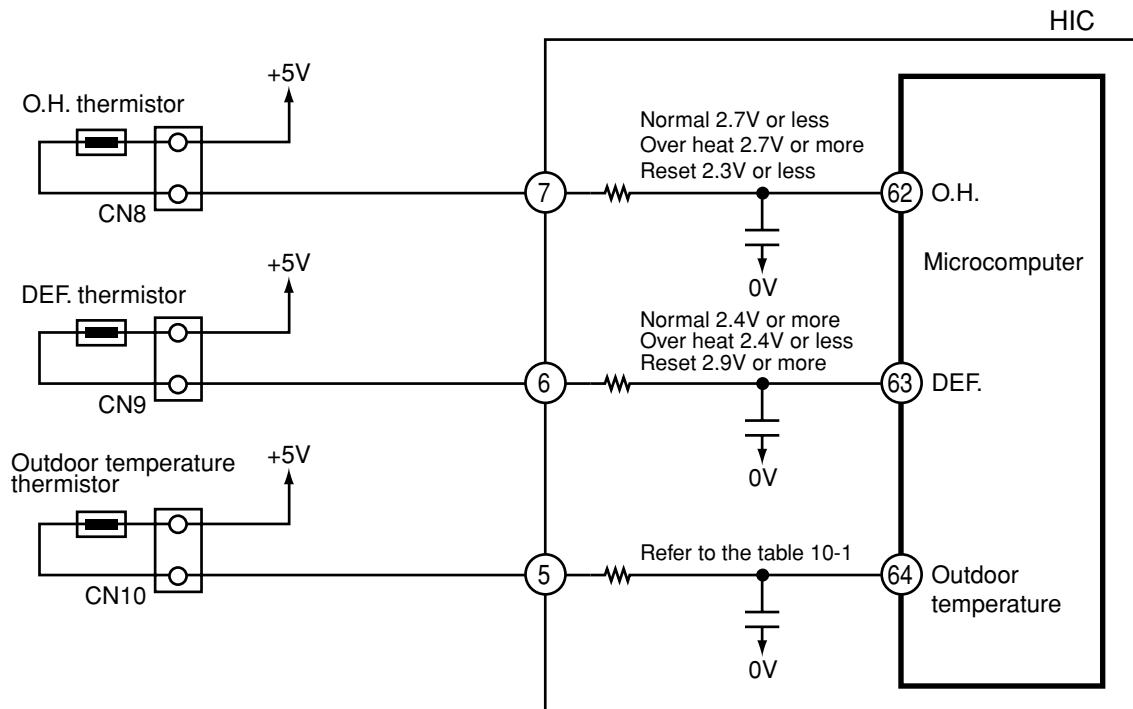 HIC
+5V
O.H. thermistor
CN8
7
Normal 2.7V or less
Over heat 2.7V or more
Reset 2.3V or less
0V
62
O.H.
Microcomputer
+5V
DEF. thermistor
CN9
6
Normal 2.4V or more
Over heat 2.4V or less
Reset 2.9V or more
0V
63
DEF.
+5V
Outdoor temperature
thermistor
CN10
5
Refer to the table 10-1
0V
64
Outdoor
temperature